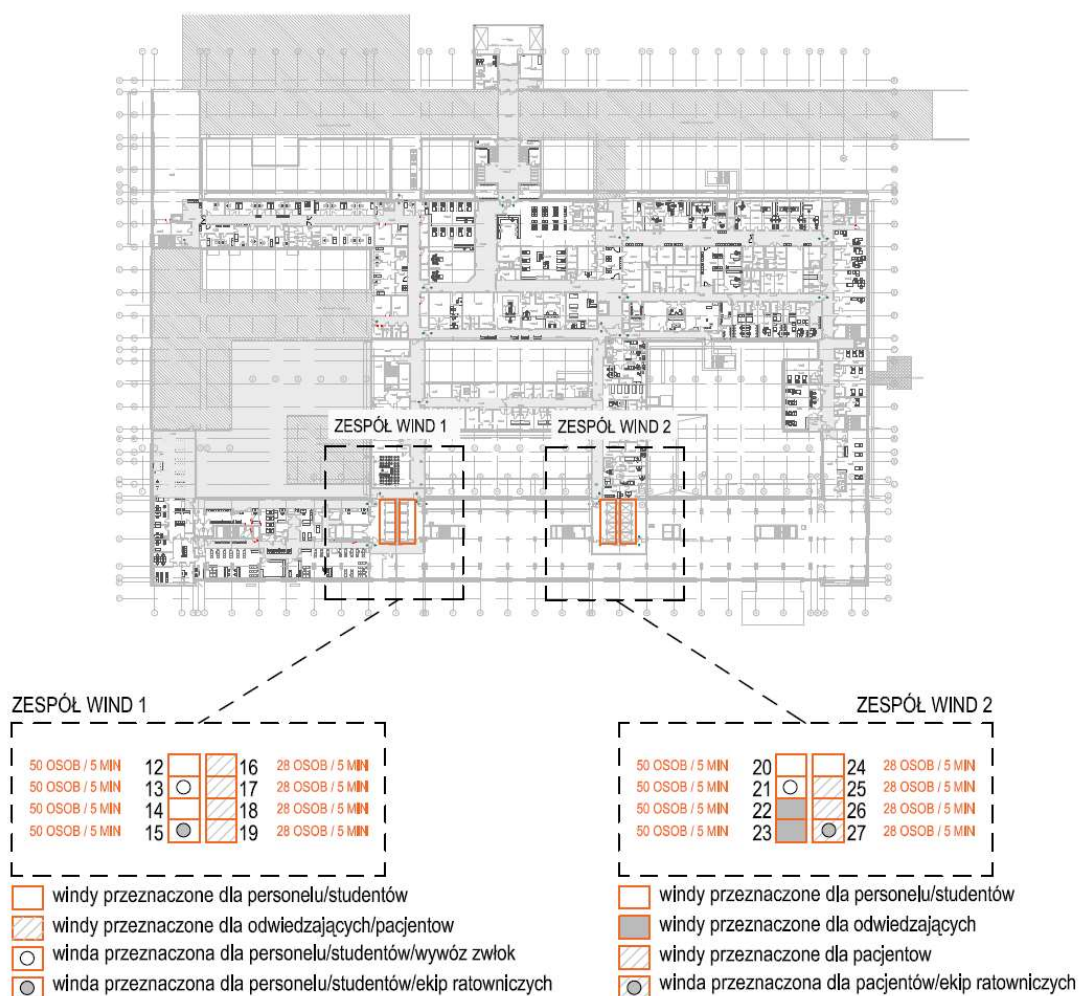 ZESPÓŁ WIND 1
ZESPÓŁ WIND 2
ZESPÓŁ WIND 1
50 OSOB / 5 MIN 12 16 28 OSOB / 5 MIN
50 OSOB / 5 MIN 13 17 28 OSOB / 5 MIN
50 OSOB / 5 MIN 14 18 28 OSOB / 5 MIN
50 OSOB / 5 MIN 15 19 28 OSOB / 5 MIN
windy przeznaczone dla personelu/studentów
windy przeznaczone dla odwiedzających/pacjentow
winda przeznaczona dla personelu/studentów/wywóz zwłok
winda przeznaczona dla personelu/studentów/ekip ratowniczych
ZESPÓŁ WIND 2
50 OSOB / 5 MIN 20 24 28 OSOB / 5 MIN
50 OSOB / 5 MIN 21 25 28 OSOB / 5 MIN
50 OSOB / 5 MIN 22 26 28 OSOB / 5 MIN
50 OSOB / 5 MIN 23 27 28 OSOB / 5 MIN
windy przeznaczone dla personelu/studentów
windy przeznaczone dla odwiedzających
windy przeznaczone dla pacjentow
winda przeznaczona dla pacjentów/ekip ratowniczych